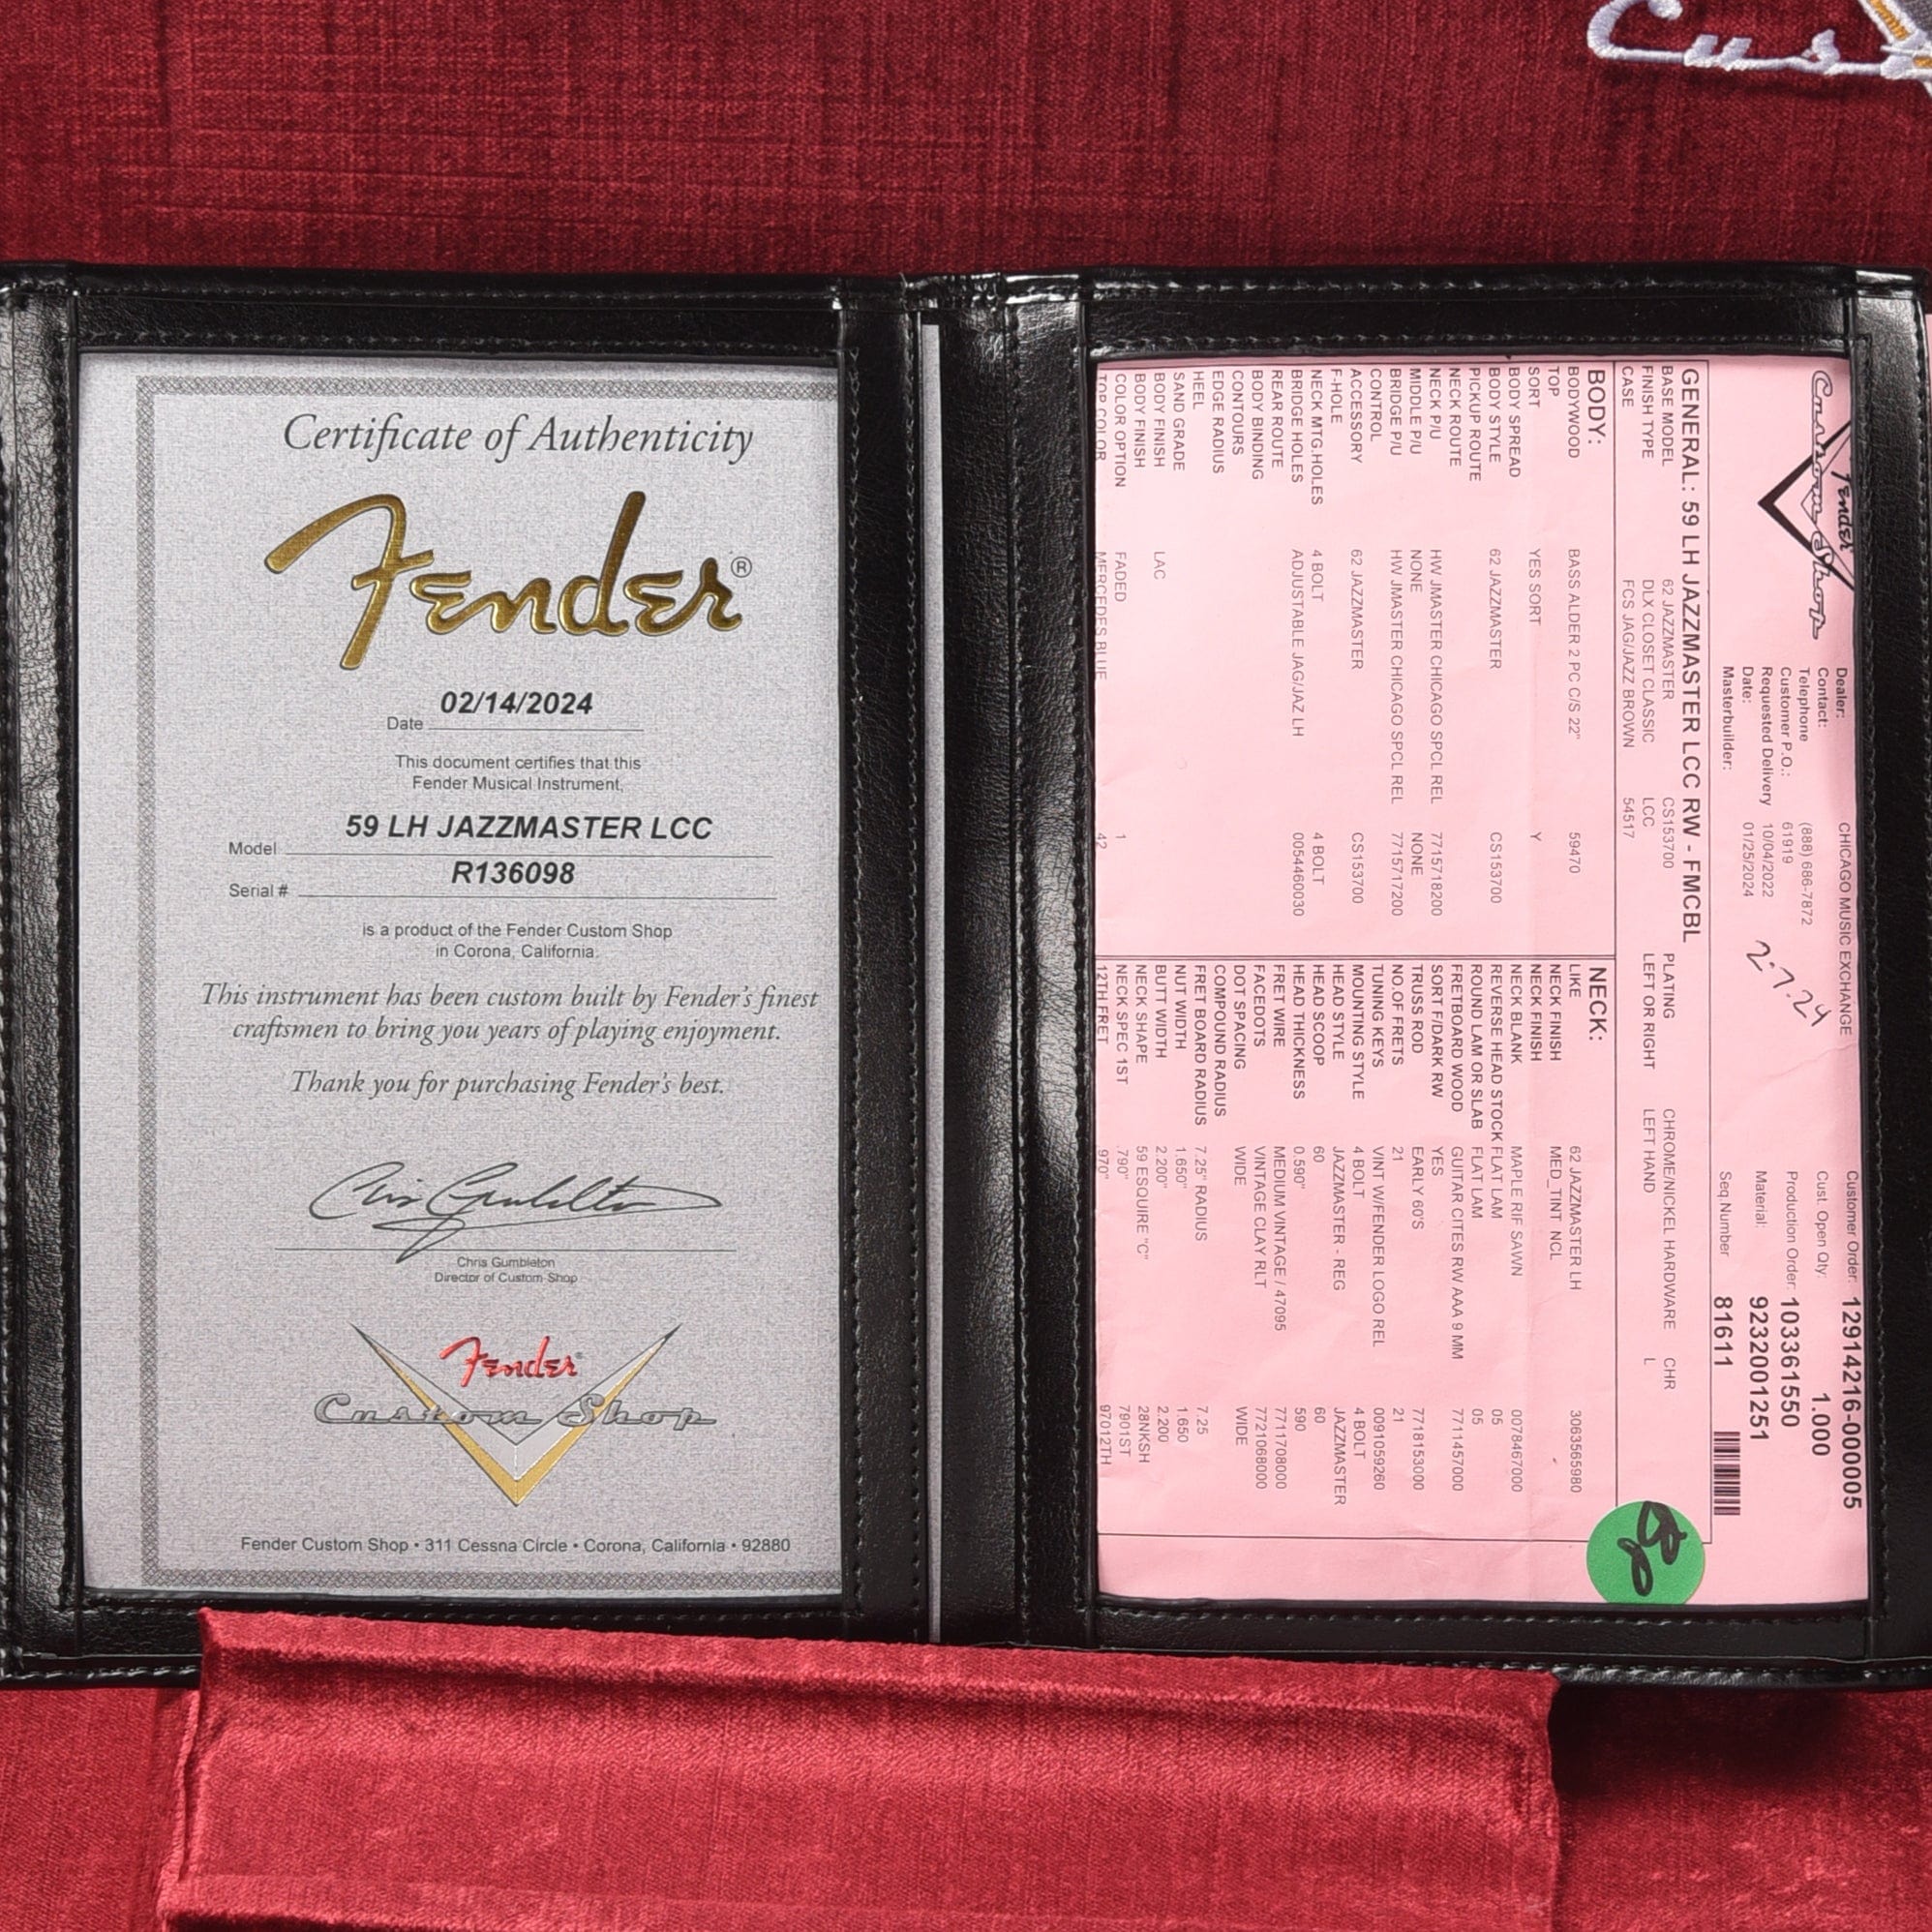 Cus
Certificate of Authenticity
Fender®
02/14/2024
Date
This document certifies that this
Fender Musical Instrument,
59 LH JAZZMASTER LCC
Model
R136098
Serial #
is a product of the Fender Custom Shop
in Corona, California.
This instrument has been custom built by Fender's finest
craftsmen to bring you years of playing enjoyment.
Thank you for purchasing Fender's best.
Chris Gumbleton
Director of Custom Shop
Fender
Custom Shop
Fender Custom Shop • 311 Cessna Circle • Corona, California • 92880
Fender
Custom Shop
Dealer: CHICAGO MUSIC EXCHANGE Customer Order: 12914216-000005
Contact: Cust Open Qty: 1.000
Telephone (888) 686-7872 Production Order: 103361550
Customer P.O.: 61919
Requested Delivery 10/04/2022 Material: 9232001251
Date: 01/25/2024 2-7-24
Masterbuilder: Seq Number 81611
GENERAL: 59 LH JAZZMASTER LCC RW - FMCBL
BASE MODEL 62 JAZZMASTER CS153700 PLATING CHROME/NICKEL HARDWARE CHR
FINISH TYPE DLX CLOSET CLASSIC LCC LEFT OR RIGHT LEFT HAND L
CASE FCS JAG/JAZZ BROWN 54517
BODY:
BODYWOOD BASS ALDER 2 PC C/S 22" 59470
TOP
SORT YES SORT Y
BODY SPREAD
BODY STYLE 62 JAZZMASTER CS153700
PICKUP ROUTE
NECK ROUTE
NECK P/U HW JMASTER CHICAGO SPCL REL 7715718200
MIDDLE P/U NONE NONE
BRIDGE P/U HW JMASTER CHICAGO SPCL REL 7715717200
CONTROL
ACCESSORY 62 JAZZMASTER CS153700
F-HOLE
NECK MTG.HOLES 4 BOLT 4 BOLT
BRIDGE HOLES ADJUSTABLE JAG/JAZ LH 0054460030
REAR ROUTE
BODY BINDING
CONTOURS
EDGE RADIUS
HEEL
SAND GRADE
BODY FINISH LAC
BODY FINISH
COLOR OPTION FADED 1
TOP COLOR MERCEDES BLUE 42
NECK:
LIKE 62 JAZZMASTER LH 3063565980
NECK FINISH MED_TINT NCL
NECK FINISH
NECK BLANK MAPLE RIF SAWN 0078467000
REVERSE HEAD STOCK FLAT LAM 05
ROUND LAM OR SLAB FLAT LAM 05
FRETBOARD WOOD GUITAR CITES RW AAA 9 MM 7711457000
SORT F/DARK RW YES
TRUSS ROD EARLY 60'S 7718153000
NO.OF FRETS 21 21
TUNING KEYS VINT W/FENDER LOGO REL 0091059260
MOUNTING STYLE 4 BOLT 4 BOLT
HEAD STYLE JAZZMASTER - REG JAZZMASTER
HEAD SCOOP 60 60
HEAD THICKNESS 0.590" 590
FRET WIRE MEDIUM VINTAGE / 47095 7711708000
FACEDOTS VINTAGE CLAY RLT 7721068000
DOT SPACING WIDE WIDE
COMPOUND RADIUS
FRET BOARD RADIUS 7.25" RADIUS 7.25
NUT WIDTH 1.650" 1.650
BUTT WIDTH 2.200" 2.200
NECK SHAPE 59 ESQUIRE "C" 28NKSH
NECK SPEC 1ST .790" 7901ST
12TH FRET .970" 97012TH